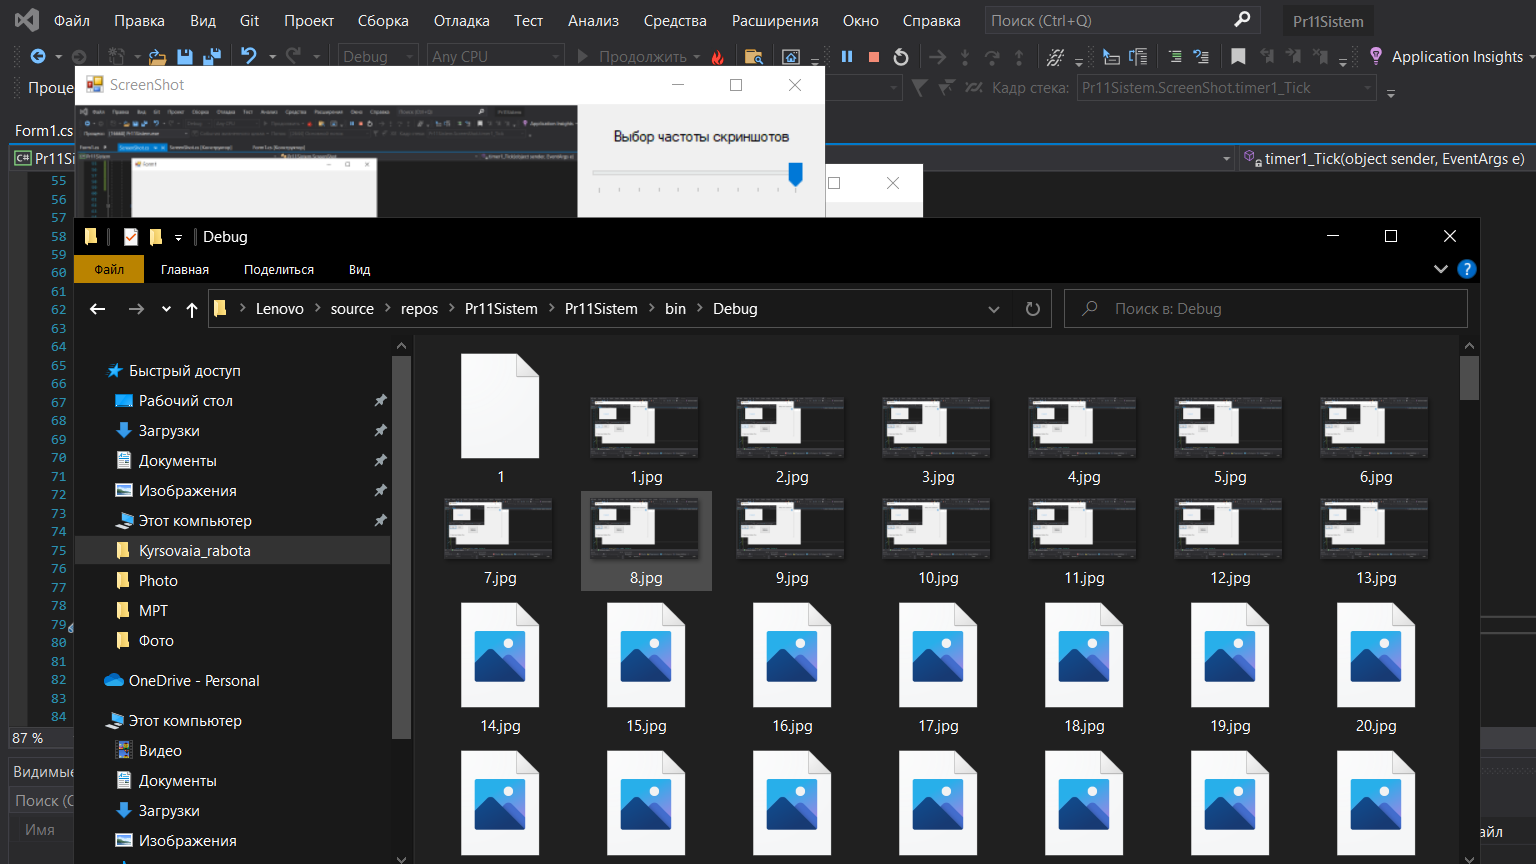 Файл Правка Вид Git Проект Сборка Отладка Тест Анализ Средства Расширения Окно Справка Поиск (Ctrl+Q) Pr11Sistem
Debug Any CPU Продолжить Application Insights
Проце
ScreenShot
Кадр стека: Pr11Sistem.ScreenShot.timer1_Tick
Form1.cs
Выбор частоты скриншотов
C# Pr11Si
timer1_Tick(object sender, EventArgs e)
55
56
57
58
59
60
61
62
63
64
65
66
67
68
69
70
71
72
73
74
75
76
77
78
79
80
81
82
83
84
87 %
Видимые
Поиск (C
Имя
айл
Debug
Файл Главная Поделиться Вид
Lenovo source repos Pr11Sistem Pr11Sistem bin Debug
Поиск в: Debug
Быстрый доступ
Рабочий стол
Загрузки
Документы
Изображения
Этот компьютер
Kyrsovaia_rabota
Photo
МРТ
Фото
OneDrive - Personal
Этот компьютер
Видео
Документы
Загрузки
Изображения
1 1.jpg 2.jpg 3.jpg 4.jpg 5.jpg 6.jpg
7.jpg 8.jpg 9.jpg 10.jpg 11.jpg 12.jpg 13.jpg
14.jpg 15.jpg 16.jpg 17.jpg 18.jpg 19.jpg 20.jpg